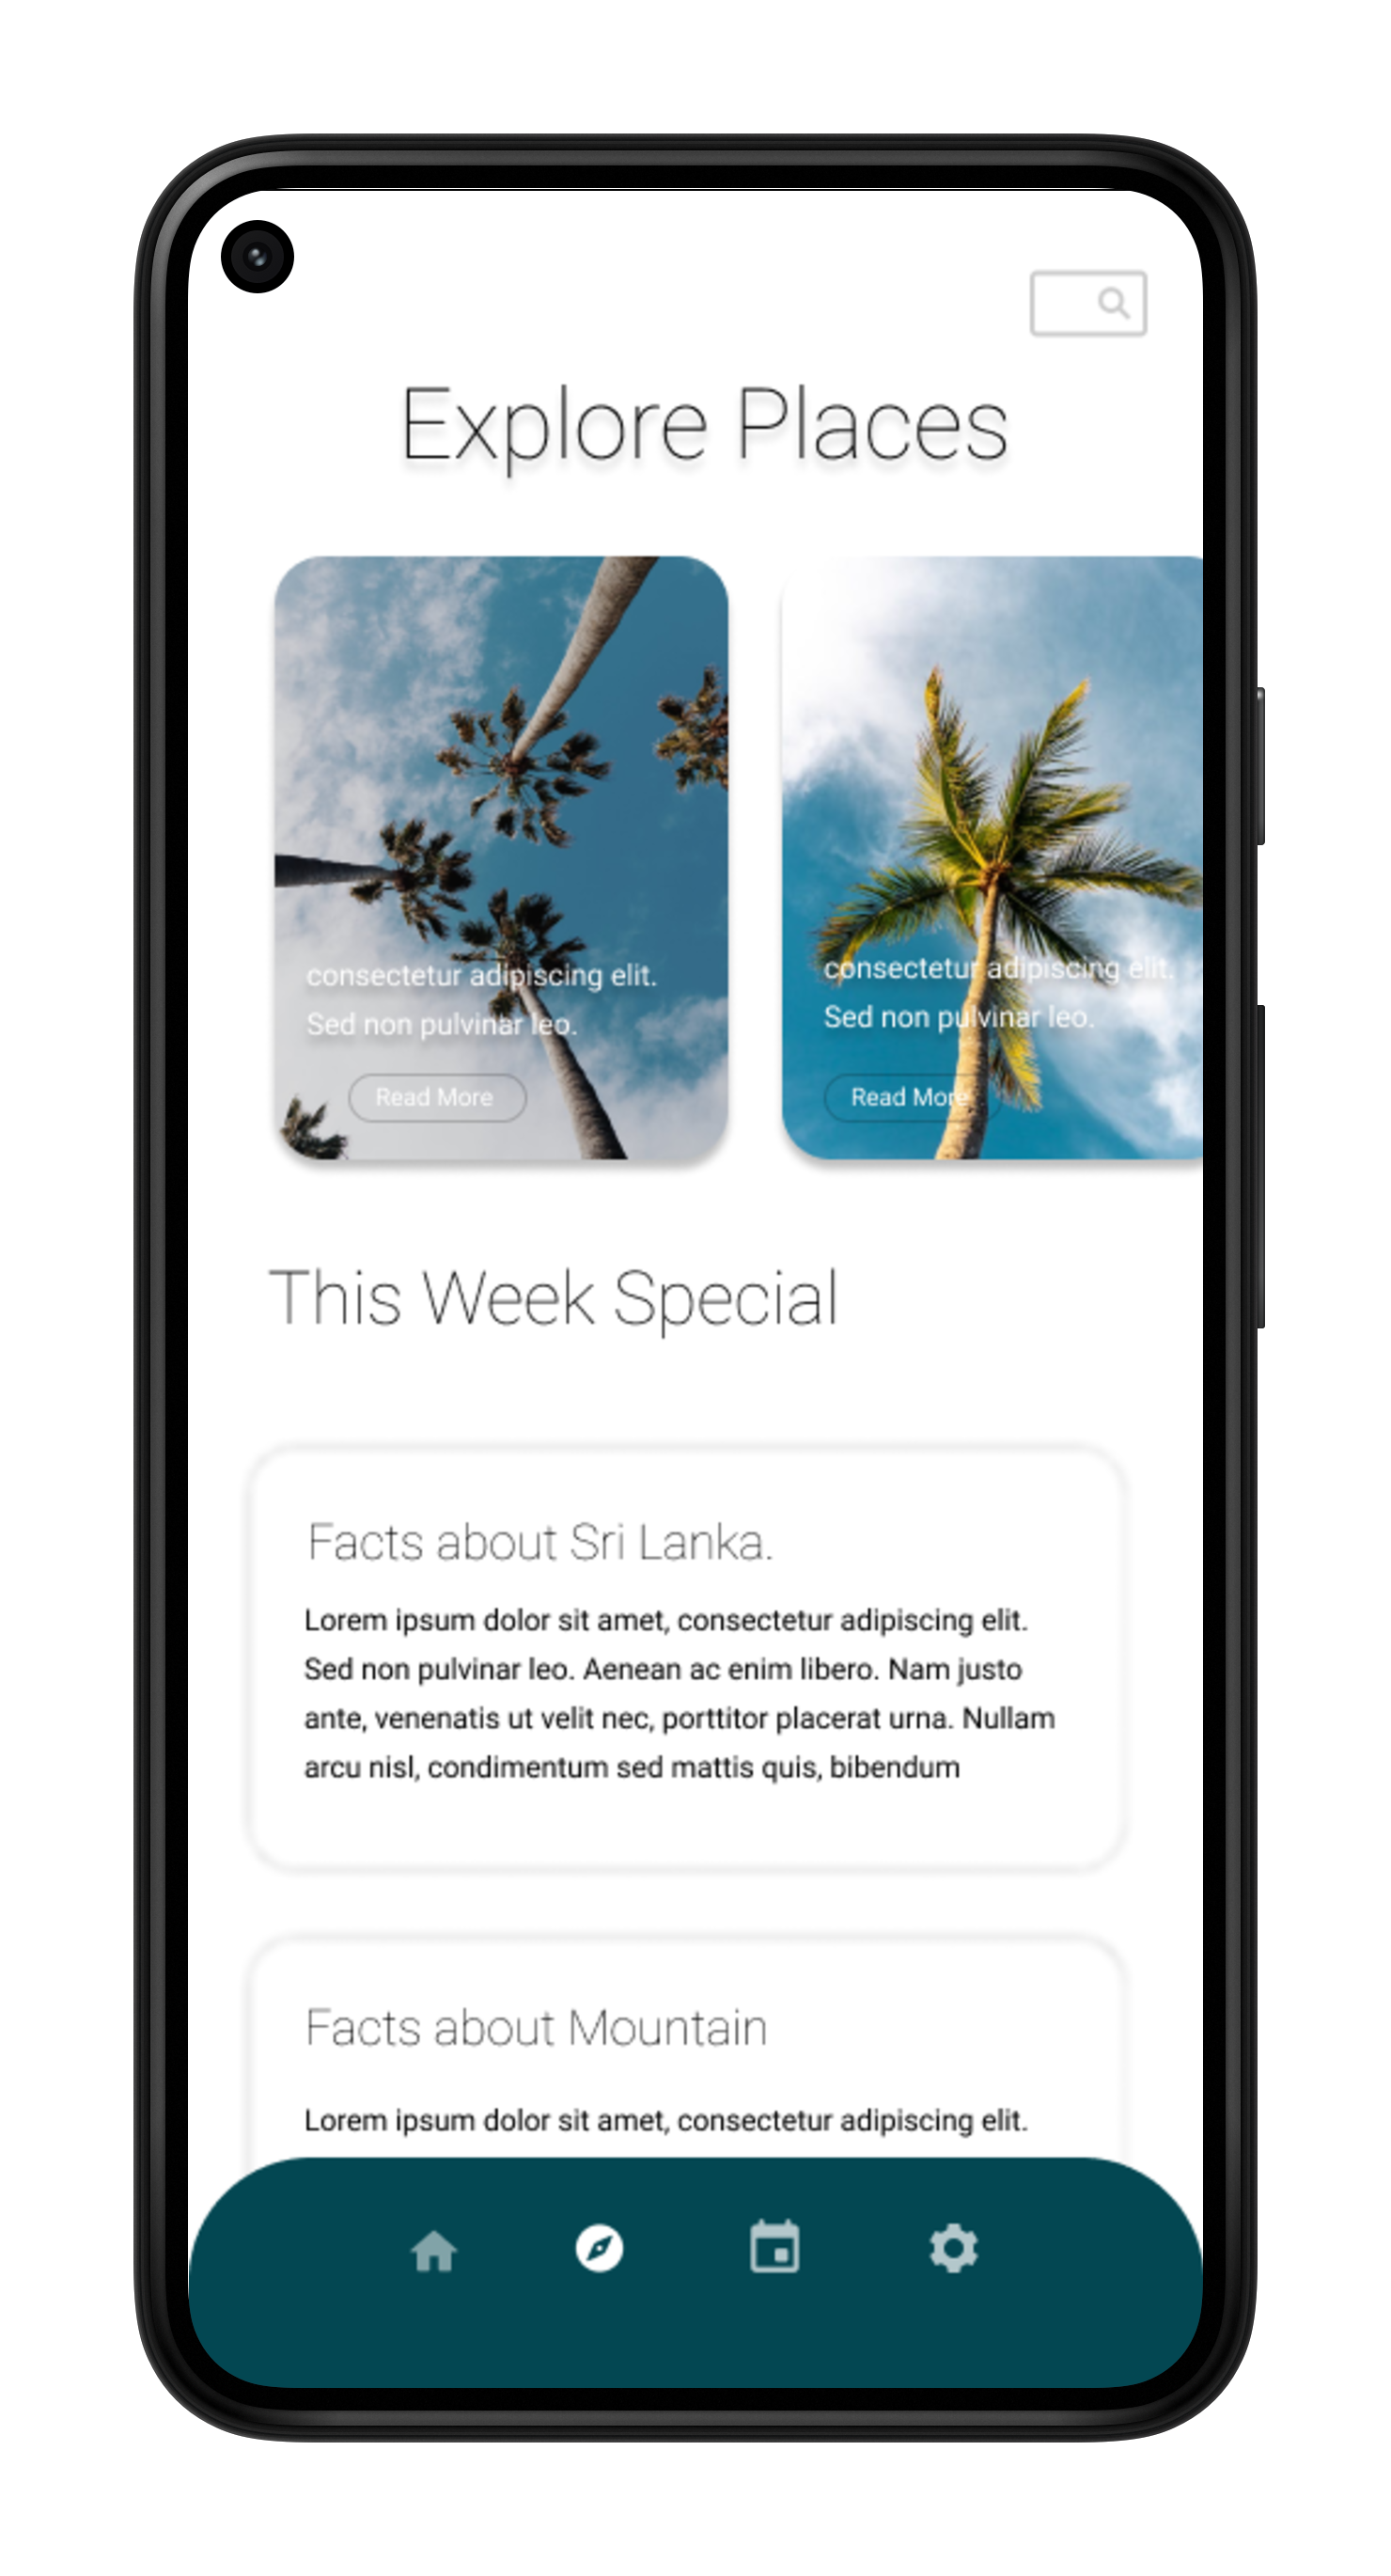 Explore Places
consectetur adipiscing elit.
Sed non pulvinar leo.
Read More
consectetur adipiscing elit.
Sed non pulvinar leo.
Read More
This Week Special
Facts about Sri Lanka.
Lorem ipsum dolor sit amet, consectetur adipiscing elit.
Sed non pulvinar leo. Aenean ac enim libero. Nam justo
ante, venenatis ut velit nec, porttitor placerat urna. Nullam
arcu nisl, condimentum sed mattis quis, bibendum
Facts about Mountain
Lorem ipsum dolor sit amet, consectetur adipiscing elit.